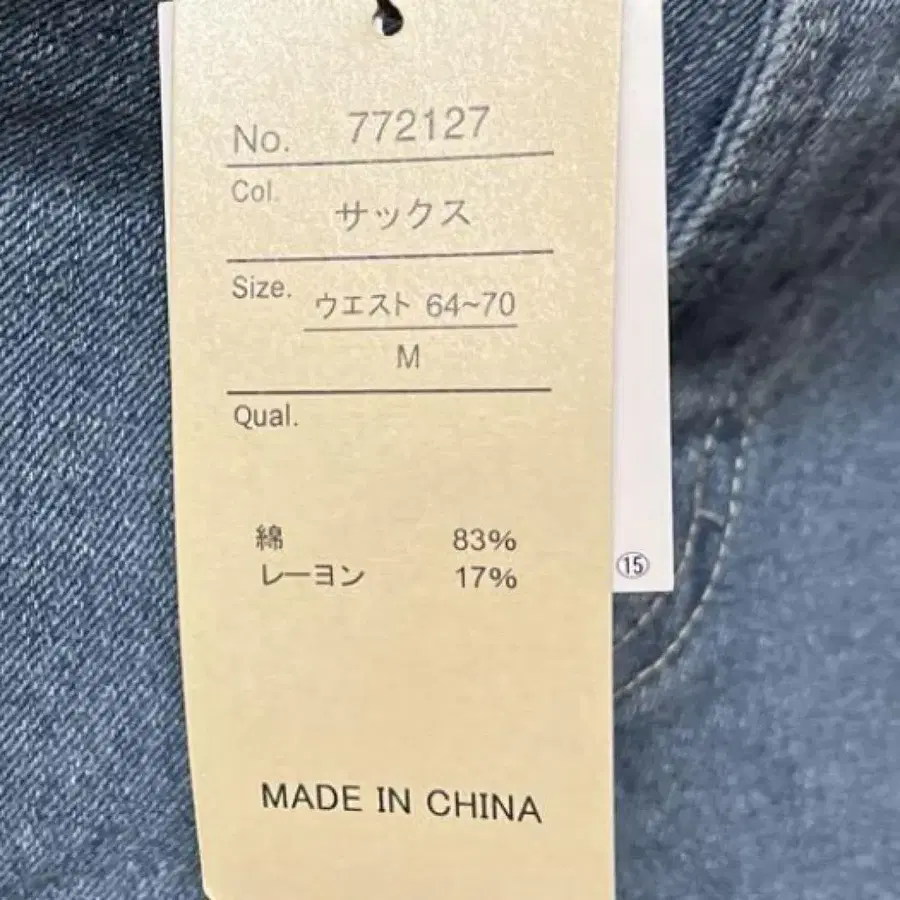 No. 772127
Col. サックス
Size. ウエスト 64~70
M
Qual.
綿 83%
レーヨン 17%
⑮
MADE IN CHINA